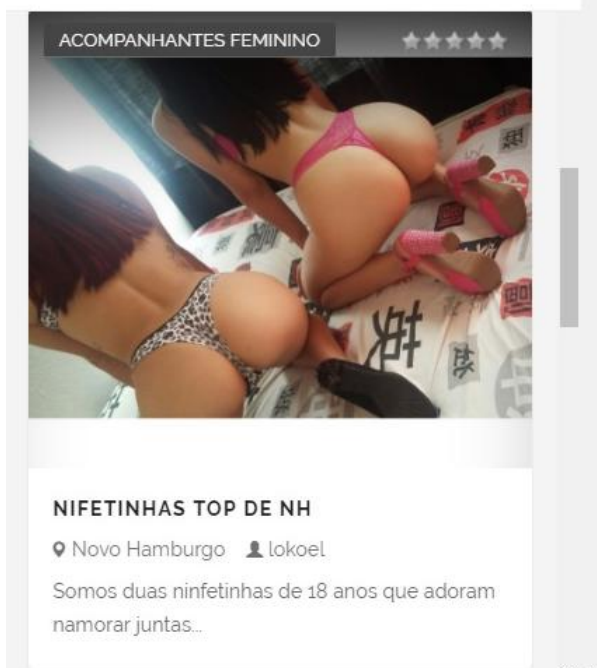 ACOMPANHANTES FEMININO
NIFETINHAS TOP DE NH
Novo Hamburgo lokoel
Somos duas ninfetinhas de 18 anos que adoram
namorar juntas...